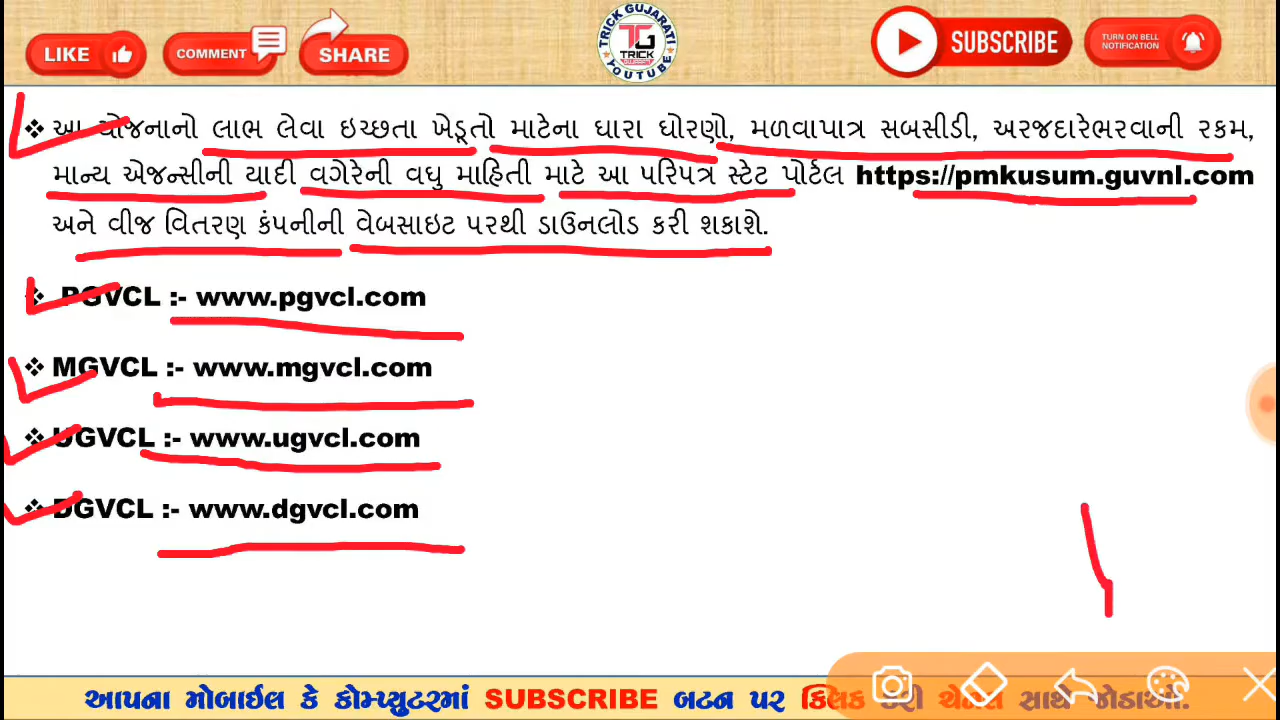 LIKE
COMMENT
SHARE
TRICK GUJARATI
TG
TRICK
YOUTUBE
SUBSCRIBE
TURN ON BELL
NOTIFICATION
❖ આ યોજનાનો લાભ લેવા ઇચ્છતા ખેડૂતો માટેના ધારા ધોરણો, મળવાપાત્ર સબસીડી, અરજદારેભરવાની રકમ,
માન્ય એજન્સીની યાદી વગેરેની વધુ માહિતી માટે આ પરિપત્ર સ્ટેટ પોર્ટલ https://pmkusum.guvnl.com
અને વીજ વિતરણ કંપનીની વેબસાઇટ પરથી ડાઉનલોડ કરી શકાશે.
❖ PGVCL :- www.pgvcl.com
❖ MGVCL :- www.mgvcl.com
❖ UGVCL :- www.ugvcl.com
❖ DGVCL :- www.dgvcl.com
આપના મોબાઈલ કે કોમ્પ્યુટરમાં SUBSCRIBE બટન પર ક્લિક કરી ચેનલ સાથે જોડાઓ.